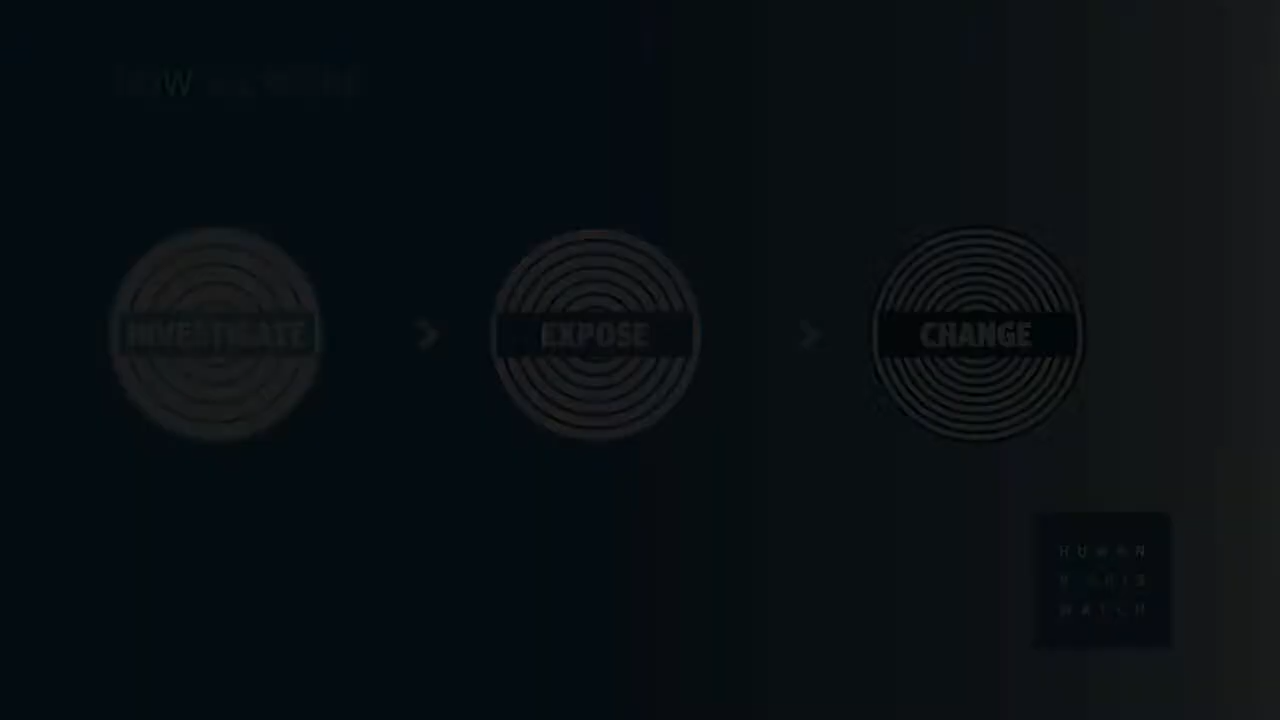 HOW WE WORK
INVESTIGATE > EXPOSE > CHANGE
HUMAN
RIGHTS
WATCH